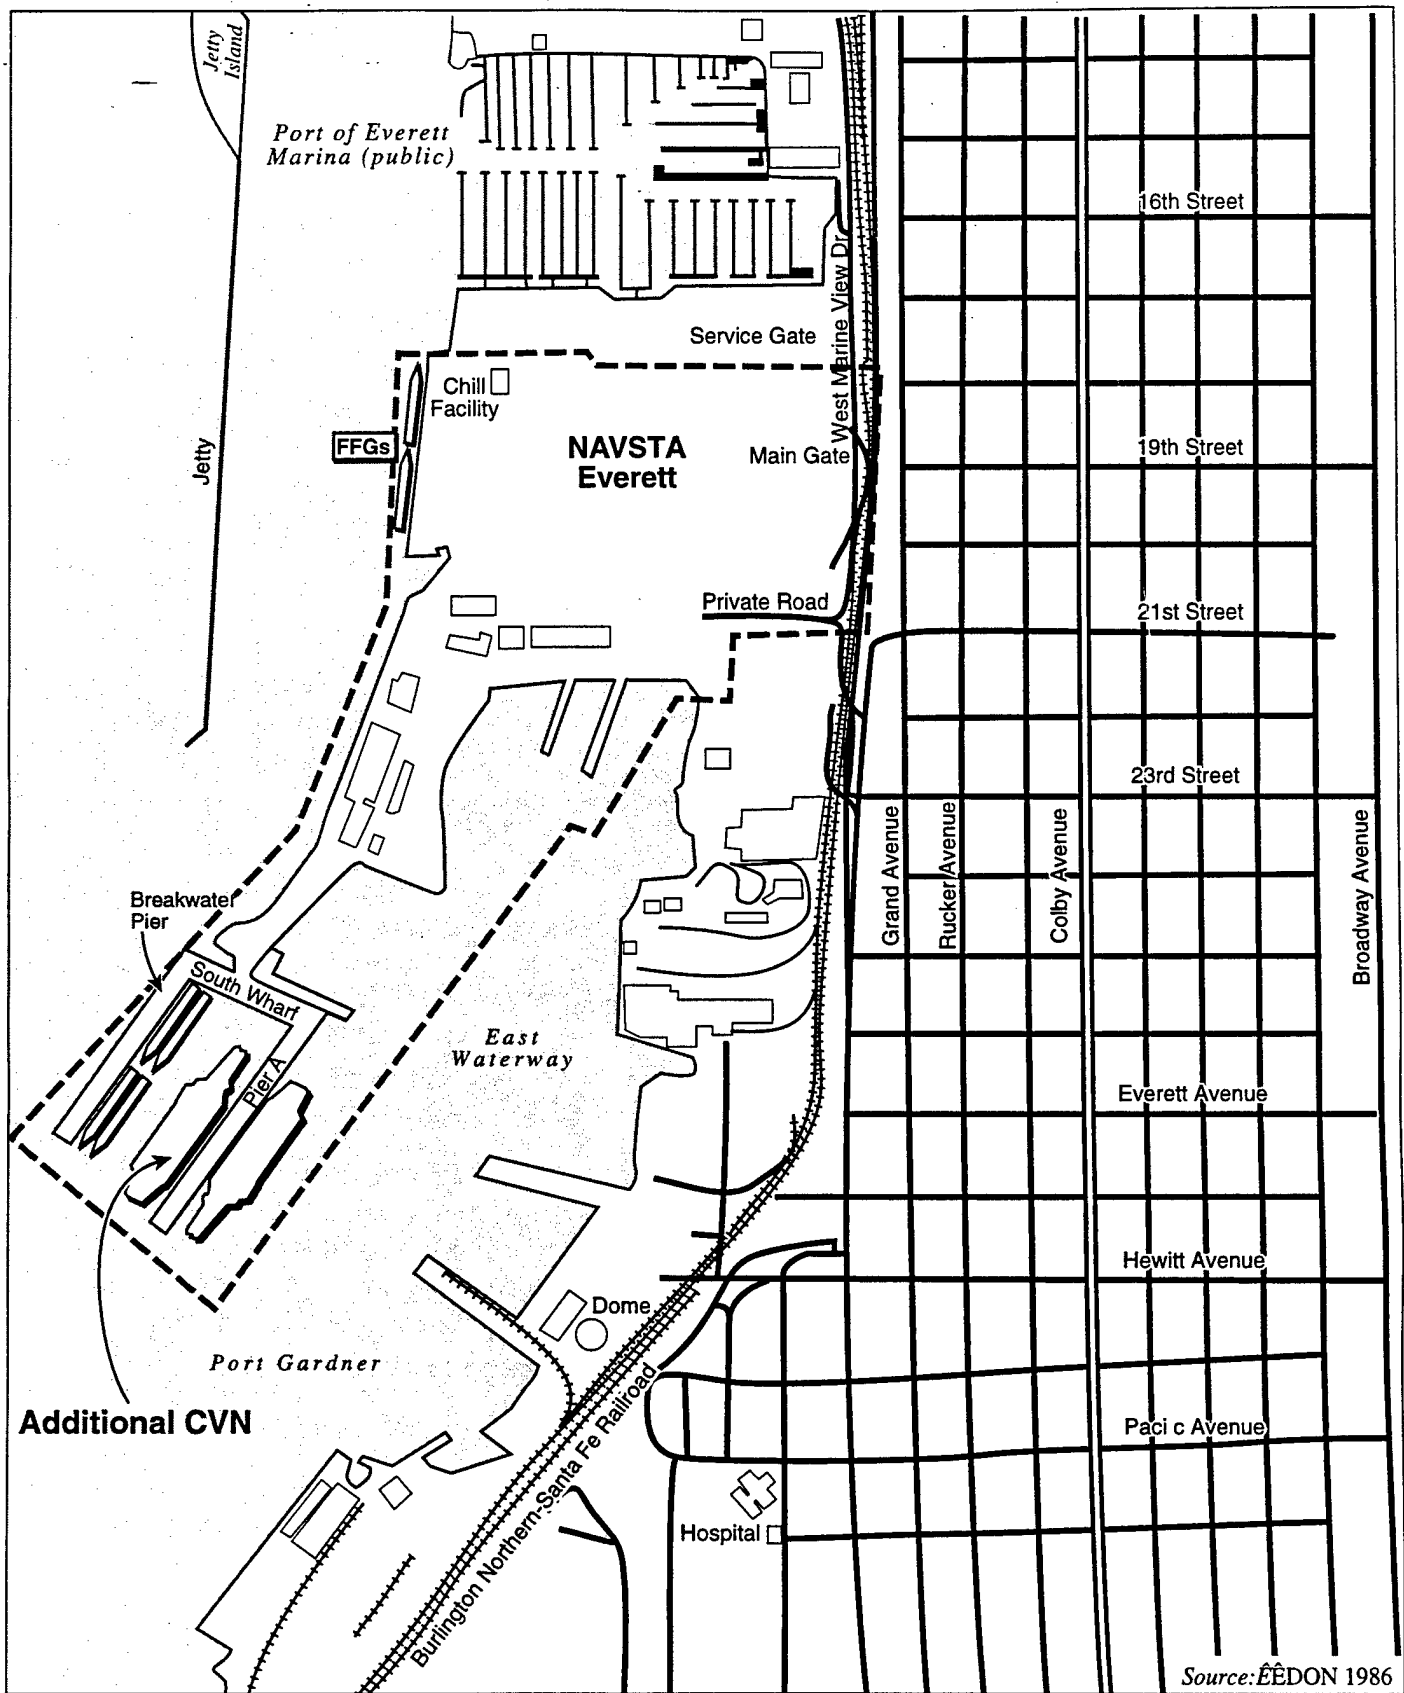 Jetty
Island
Port of Everett
Marina (public)
16th Street
West Marine View Dr
Service Gate
Chill
Facility
FFGs
NAVSTA
Everett
Main Gate
19th Street
Jetty
Private Road
21st Street
23rd Street
Grand Avenue
Rucker Avenue
Colby Avenue
Broadway Avenue
Breakwater
Pier
South Wharf
East
Waterway
Pier A
Everett Avenue
Hewitt Avenue
Dome
Port Gardner
Additional CVN
Burlington Northern-Santa Fe Railroad
Paci c Avenue
Hospital
H
Source:ÊÊDON 1986